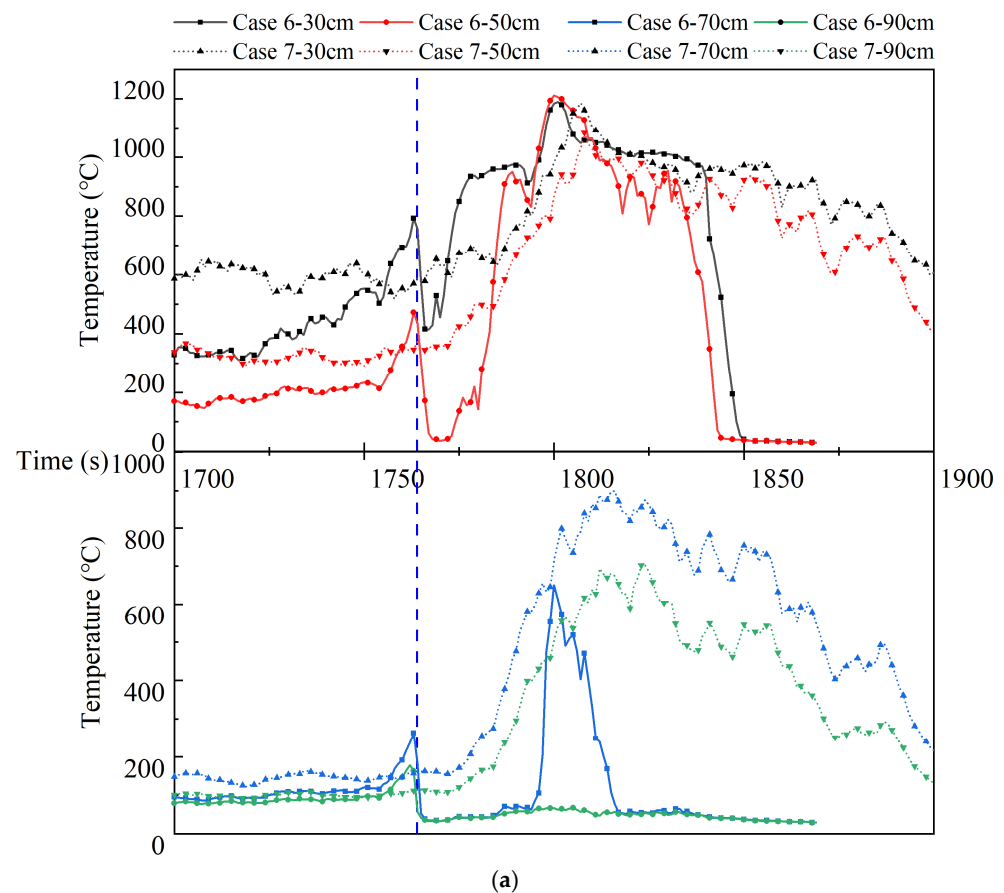 Case 6-30cm Case 6-50cm Case 6-70cm Case 6-90cm
Case 7-30cm Case 7-50cm Case 7-70cm Case 7-90cm
1200
1000
800
600
400
200
0
Temperature (°C)
Time (s)
1700 1750 1800 1850 1900
1000
800
600
400
200
0
Temperature (°C)
(a)